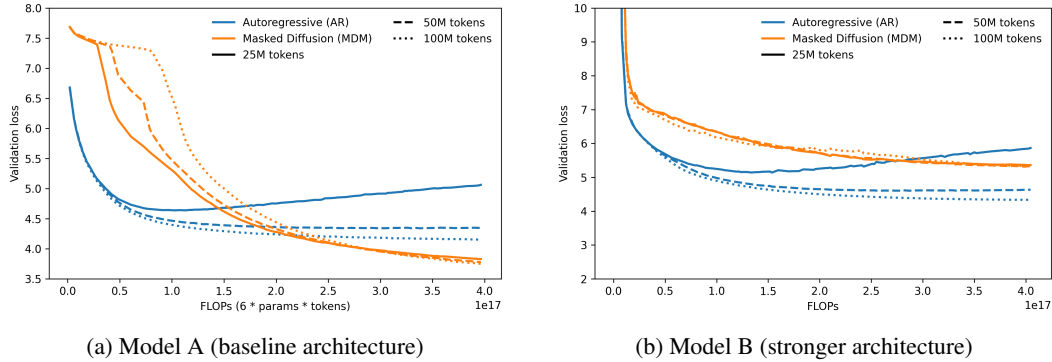 8.0
7.5
7.0
6.5
6.0
5.5
5.0
4.5
4.0
3.5
Validation loss
Autoregressive (AR)
Masked Diffusion (MDM)
25M tokens
50M tokens
100M tokens
0.0 0.5 1.0 1.5 2.0 2.5 3.0 3.5 4.0
1e17
FLOPs (6 * params * tokens)
(a) Model A (baseline architecture)
10
9
8
7
6
5
4
3
2
Validation loss
Autoregressive (AR)
Masked Diffusion (MDM)
25M tokens
50M tokens
100M tokens
0.0 0.5 1.0 1.5 2.0 2.5 3.0 3.5 4.0
1e17
FLOPs
(b) Model B (stronger architecture)